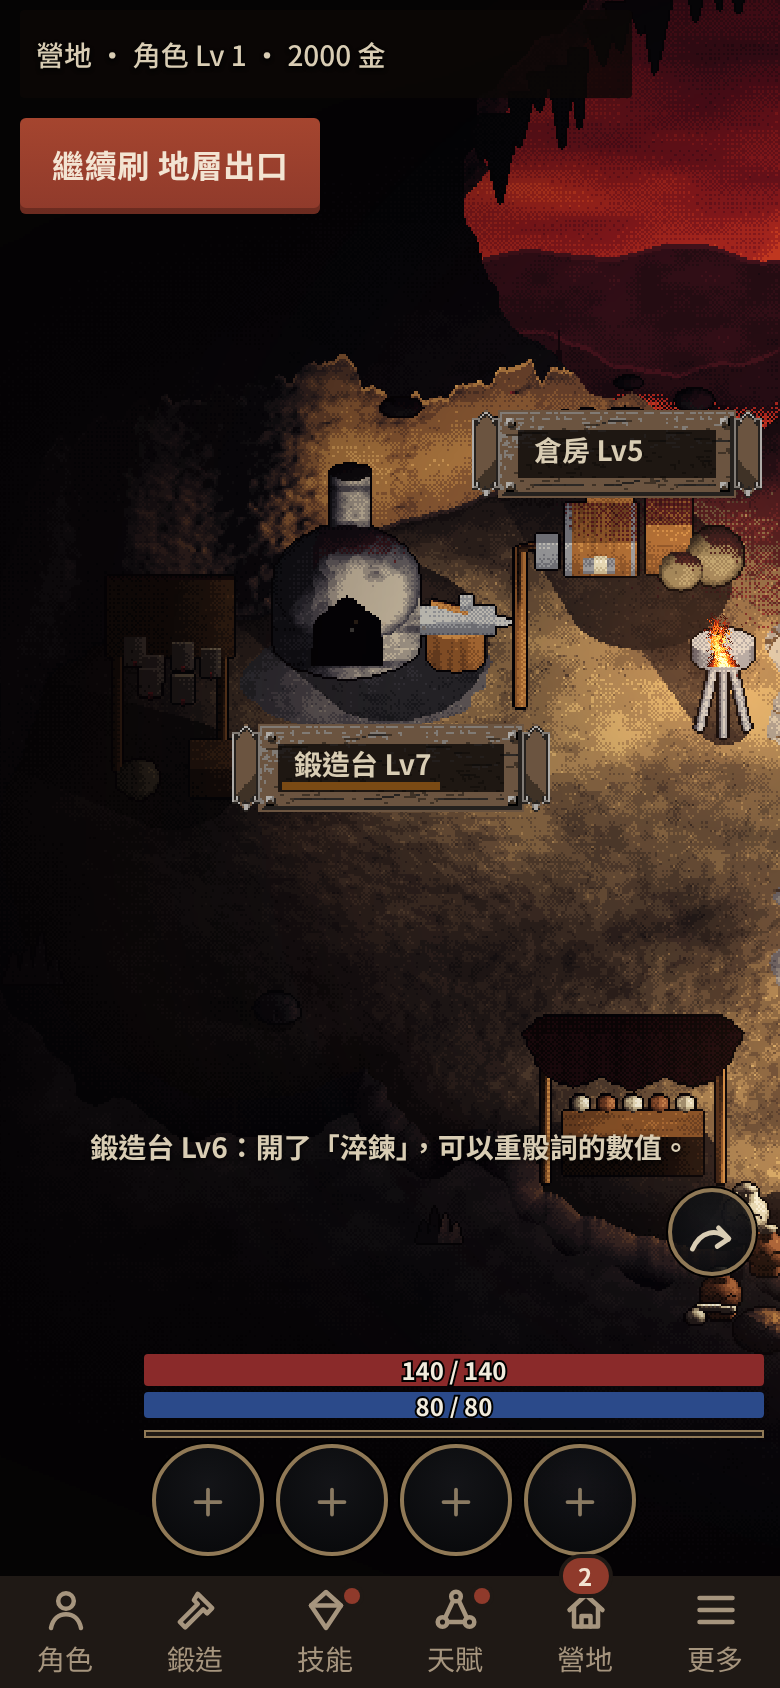 營地 · 角色 Lv 1 · 2000 金
繼續刷 地層出口
倉房 Lv5
鍛造台 Lv7
鍛造台 Lv6：開了「淬鍊」，可以重骰詞的數值。
140 / 140
80 / 80
2
角色
鍛造
技能
天賦
營地
更多